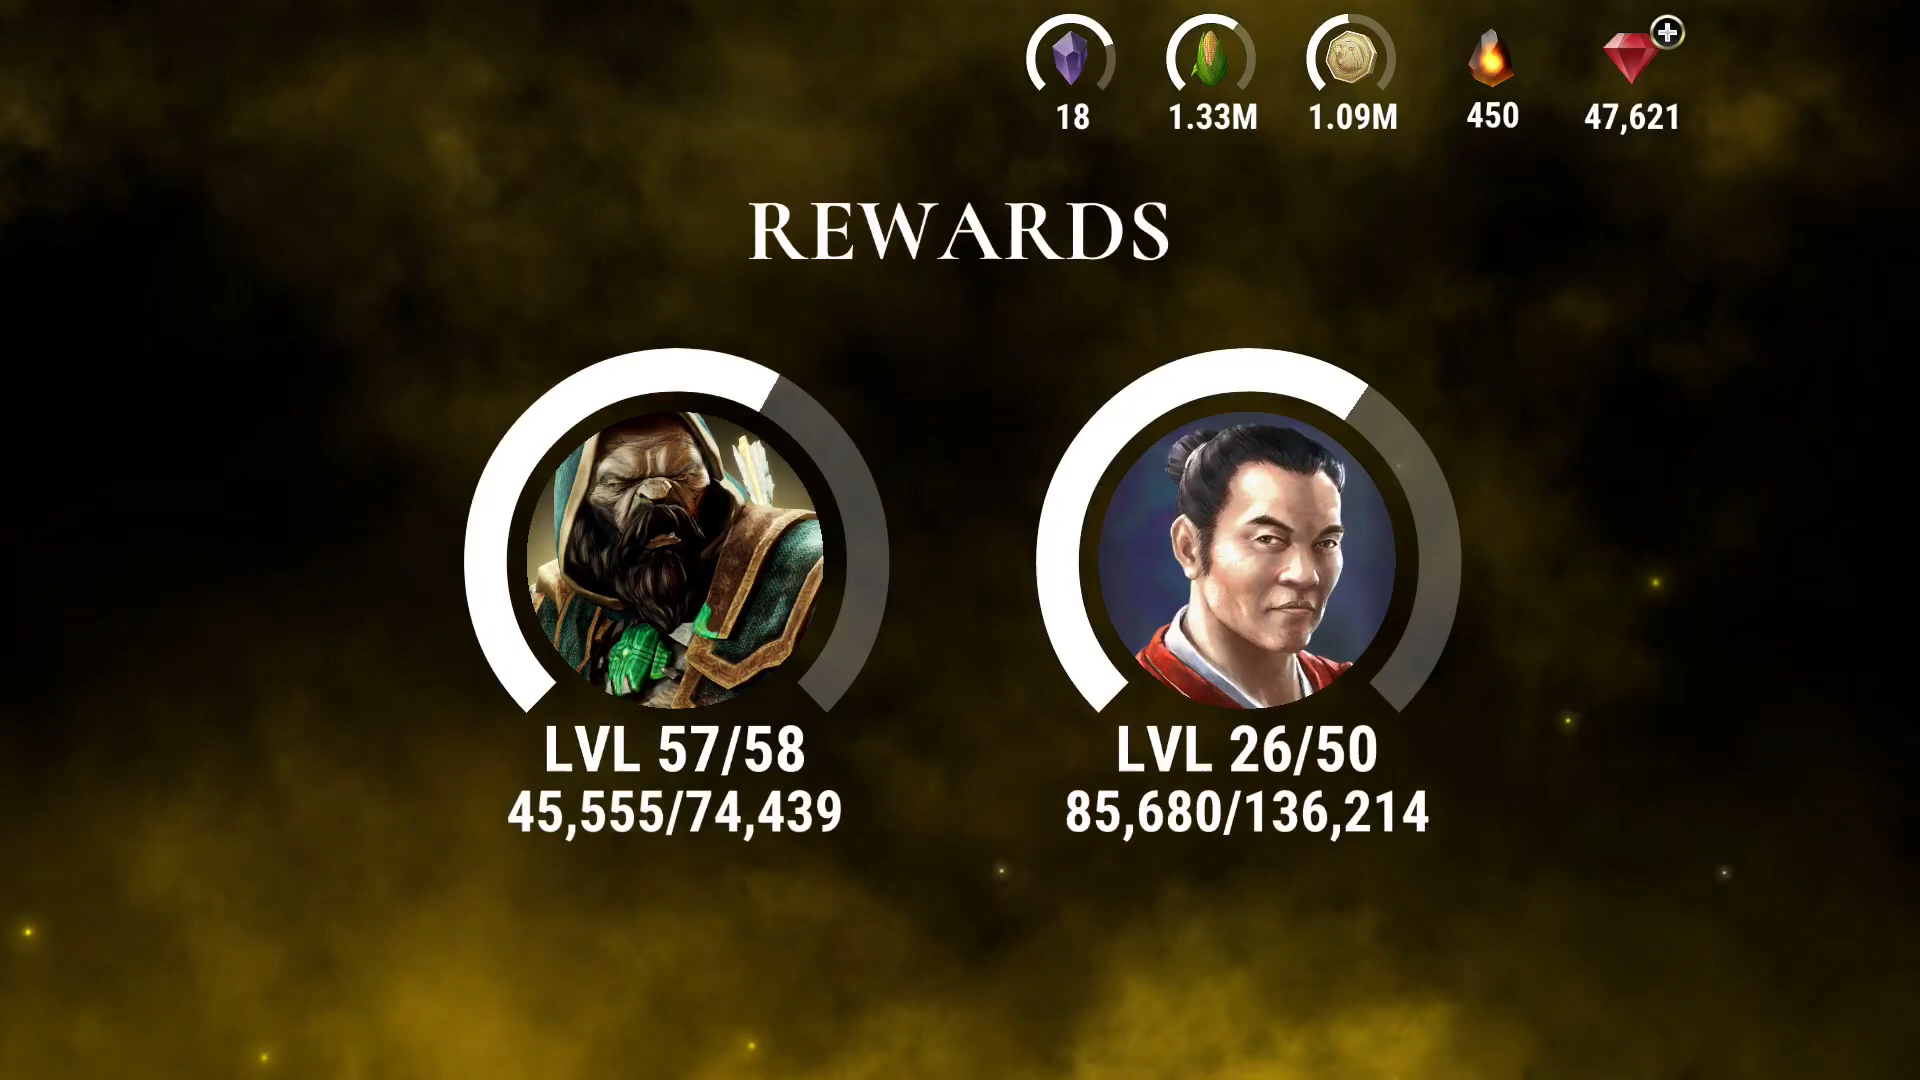 18
1.33M
1.09M
450
47,621
REWARDS
LVL 57/58
45,555/74,439
LVL 26/50
85,680/136,214